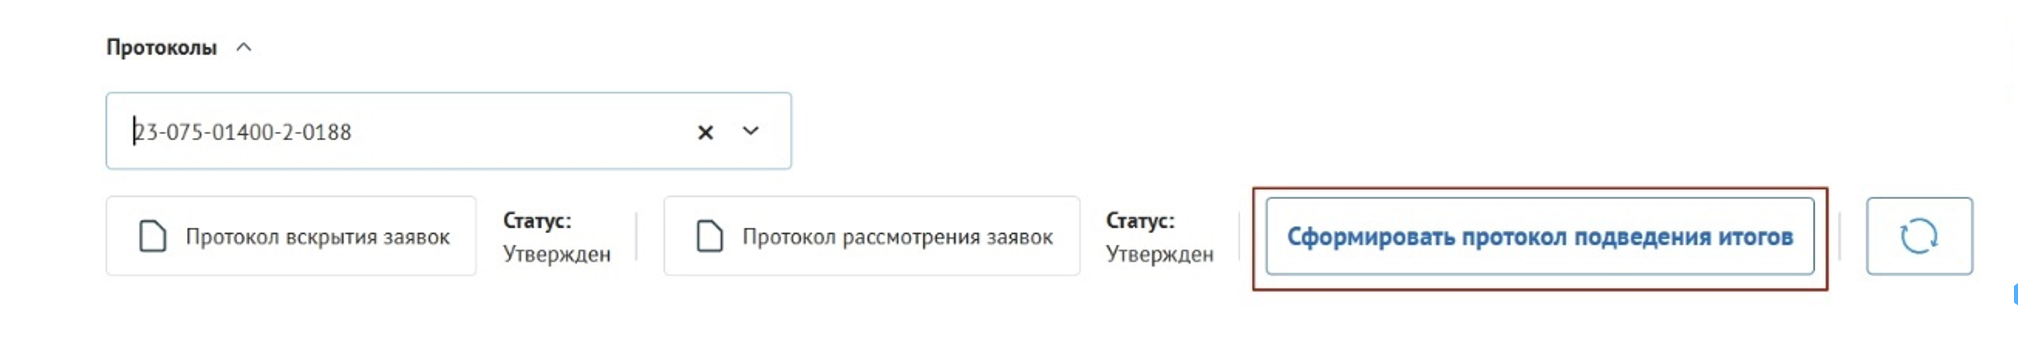 Протоколы
23-075-01400-2-0188
Протокол вскрытия заявок
Статус:
Утвержден
Протокол рассмотрения заявок
Статус:
Утвержден
Сформировать протокол подведения итогов